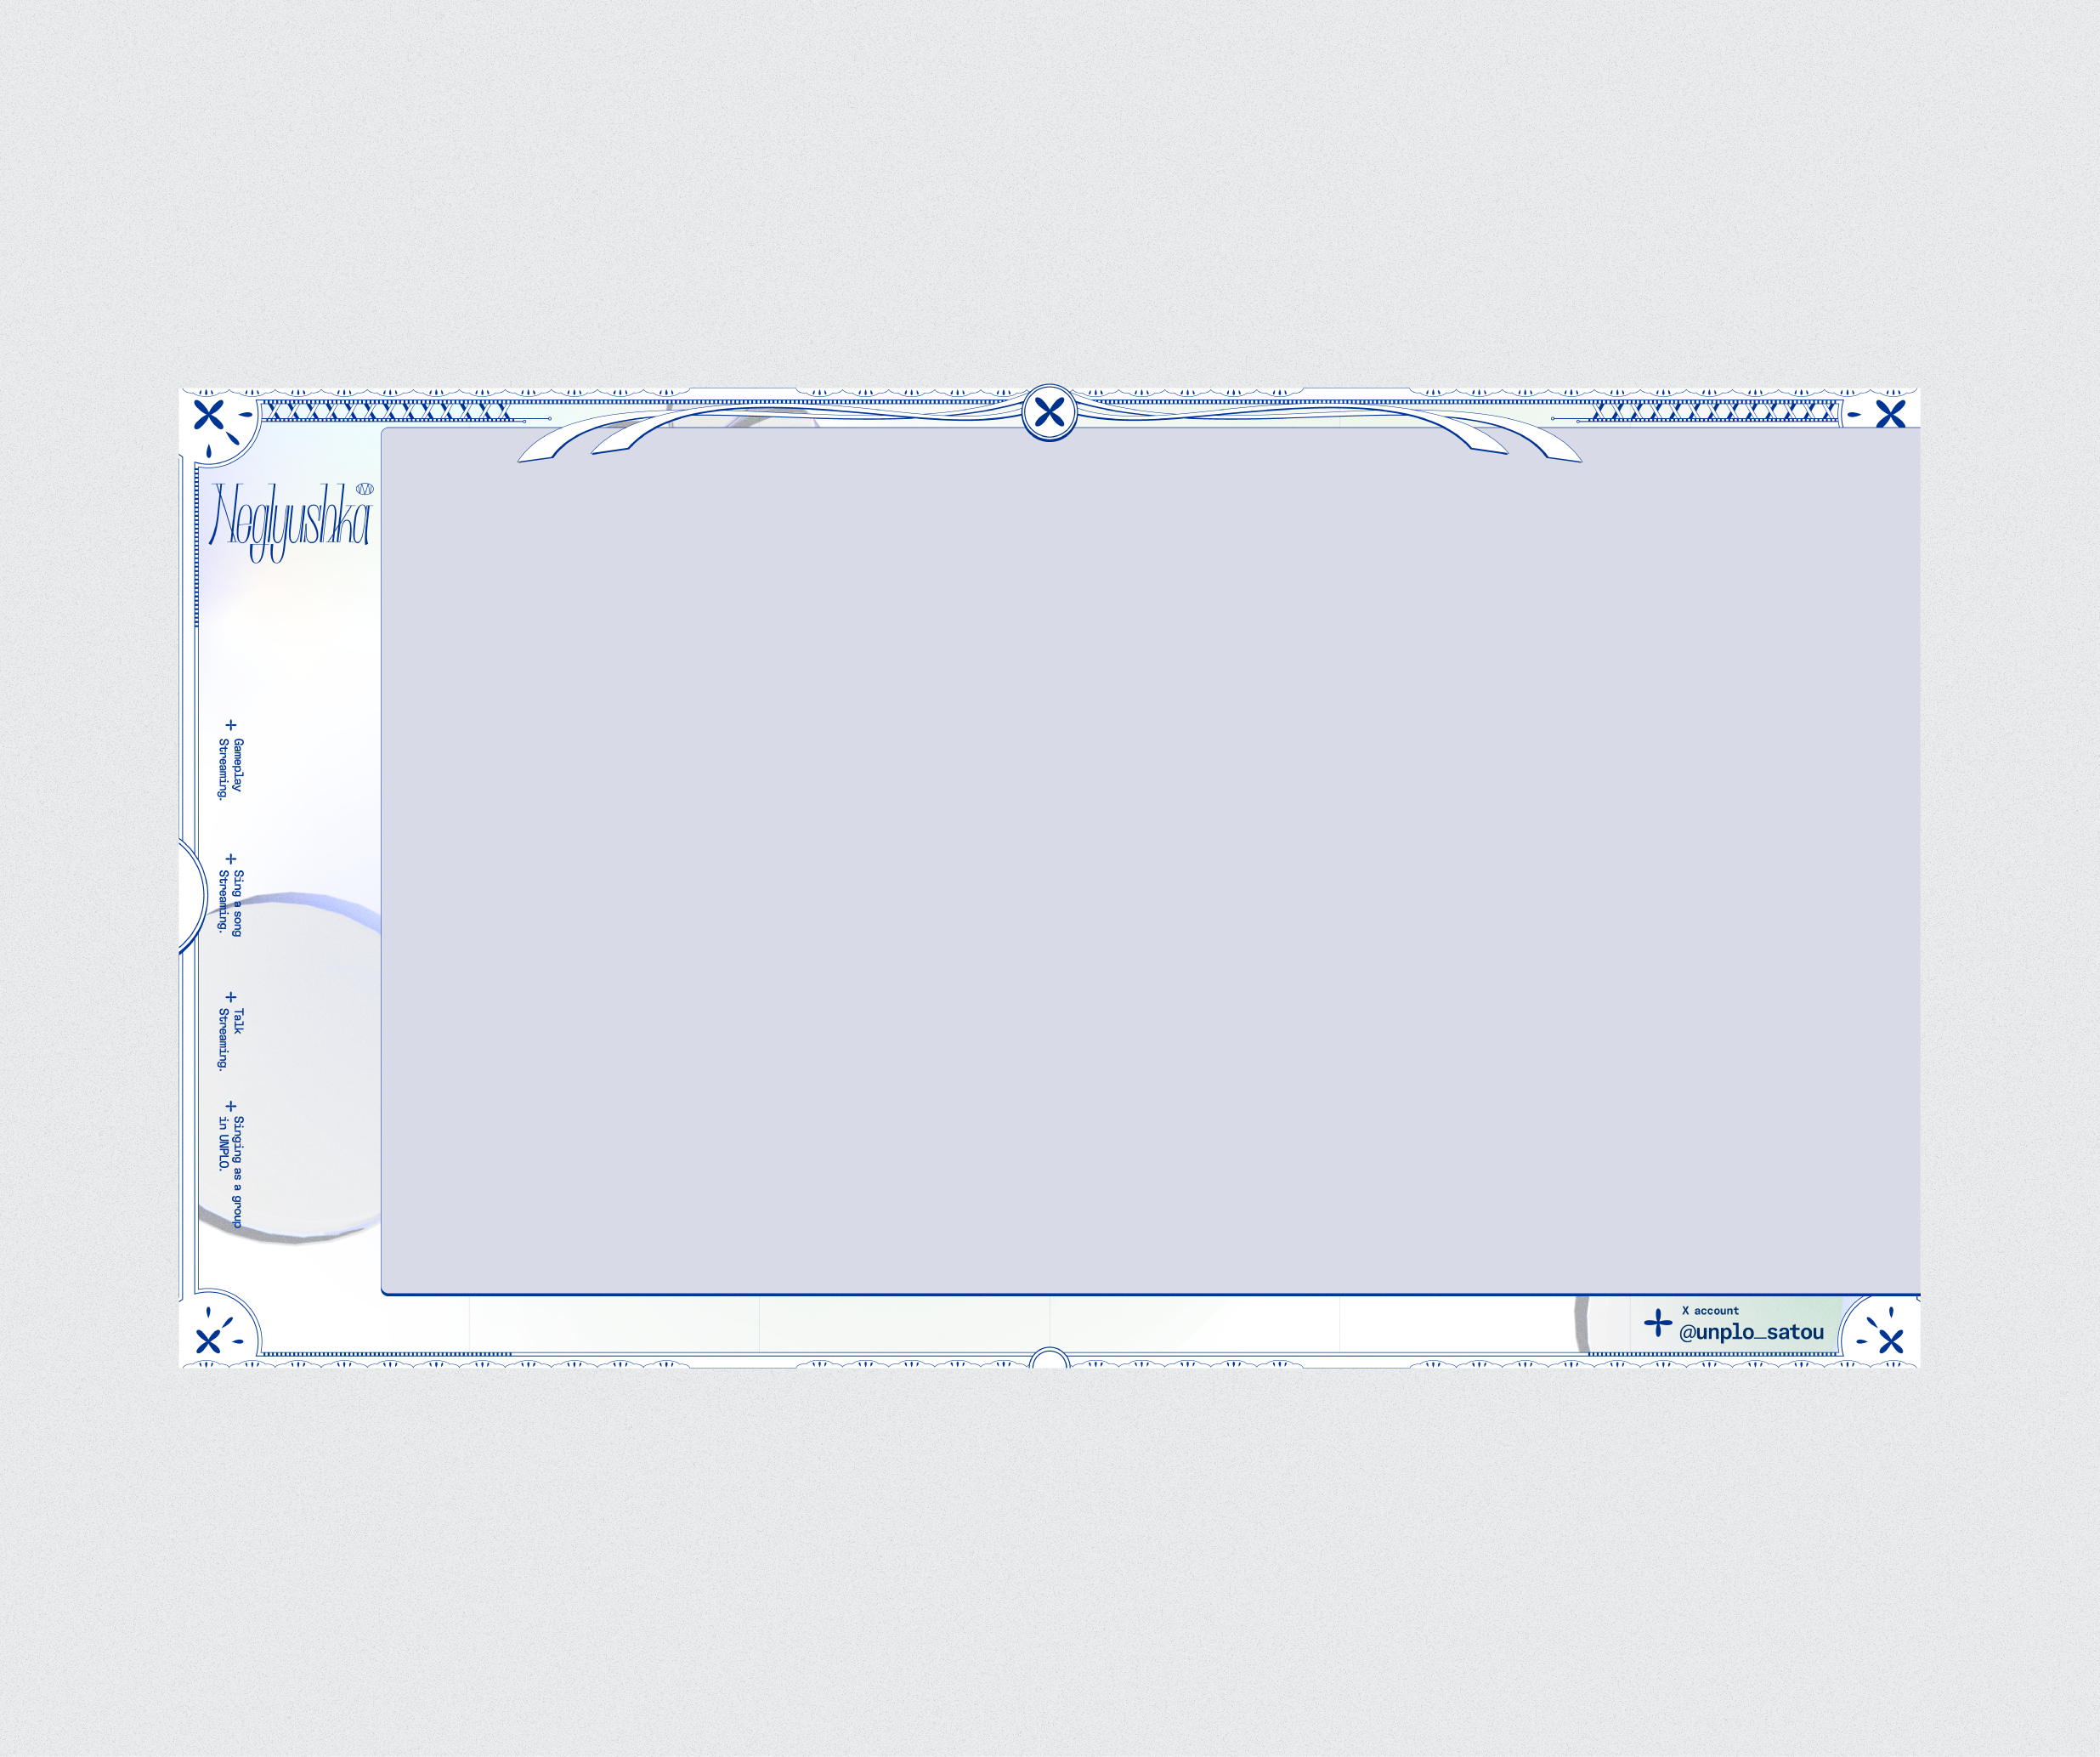 Neglyushka
Gameplay
Streaming.
Sing a song
Streaming.
Talk
Streaming.
Singing as a group
in UNPLO.
X account
@unplo_satou